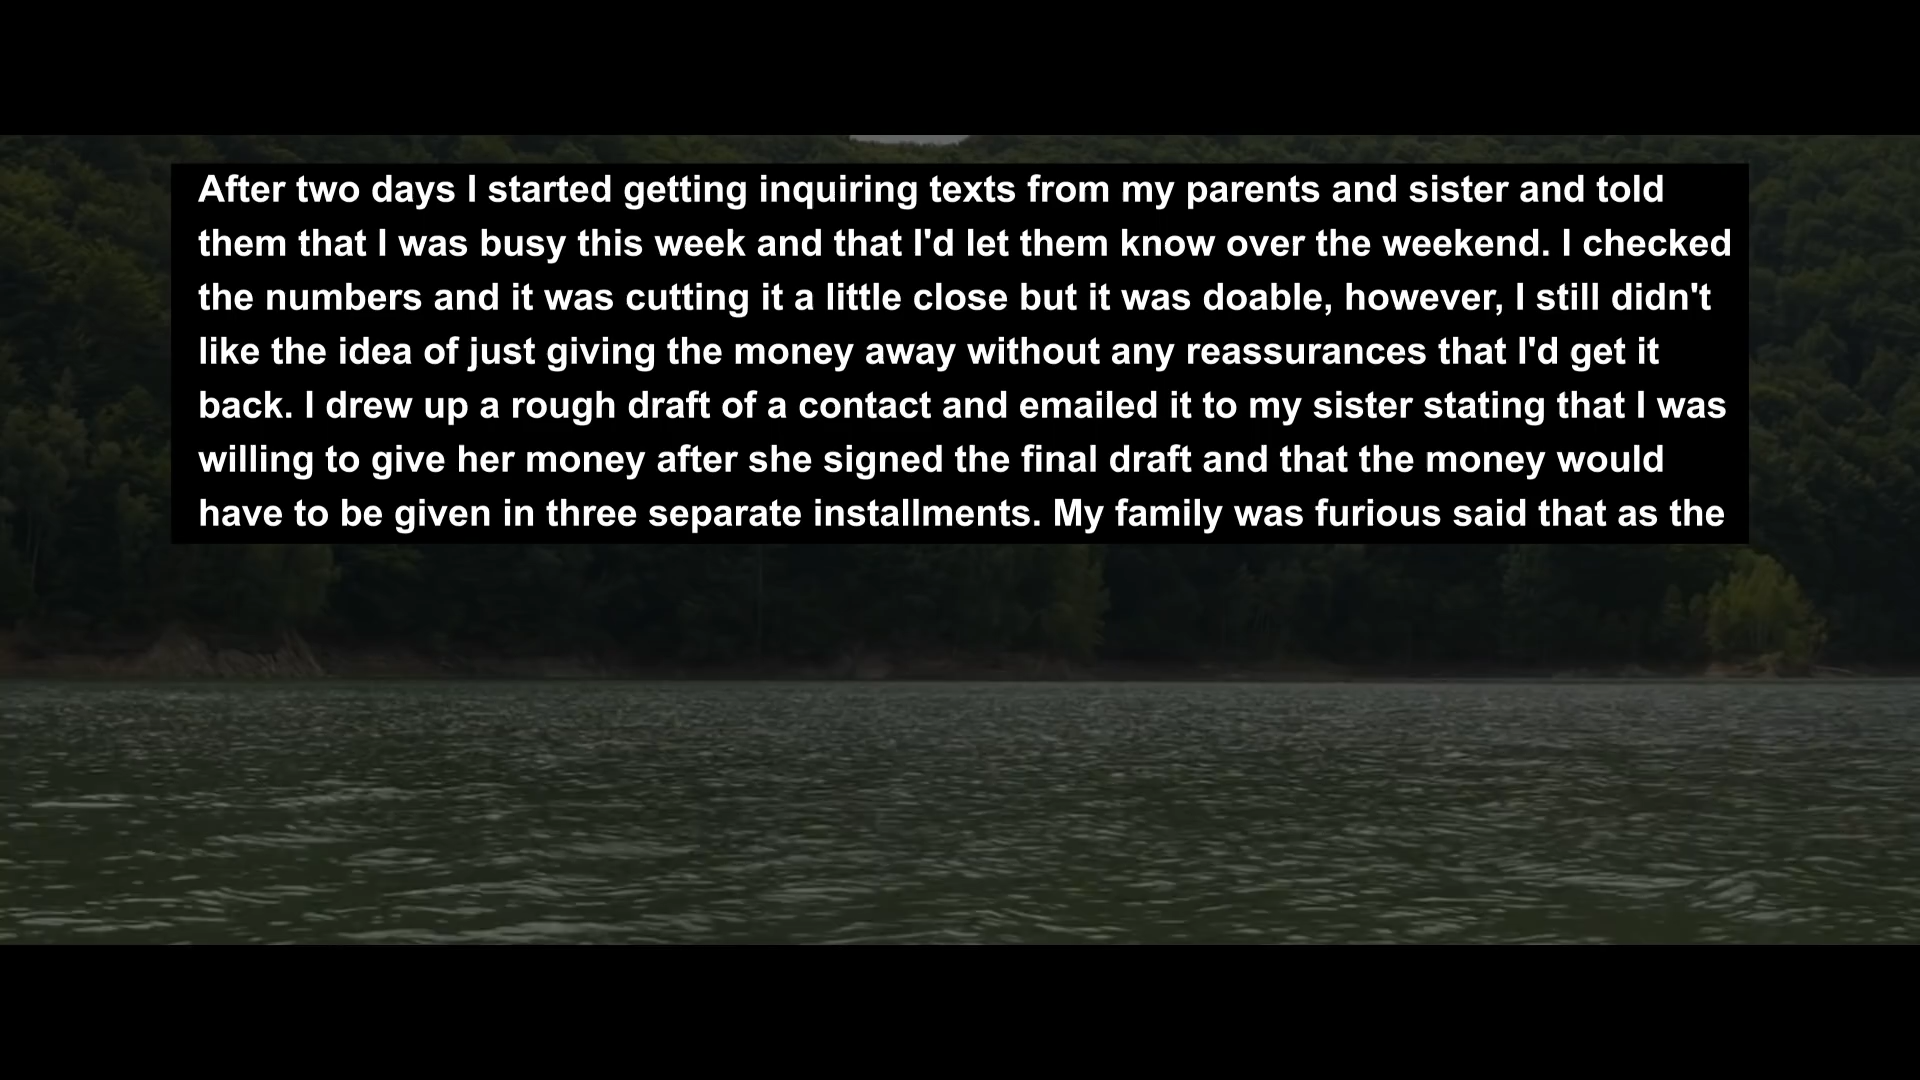 After two days I started getting inquiring texts from my parents and sister and told
them that I was busy this week and that I'd let them know over the weekend. I checked
the numbers and it was cutting it a little close but it was doable, however, I still didn't
like the idea of just giving the money away without any reassurances that I'd get it
back. I drew up a rough draft of a contact and emailed it to my sister stating that I was
willing to give her money after she signed the final draft and that the money would
have to be given in three separate installments. My family was furious said that as the